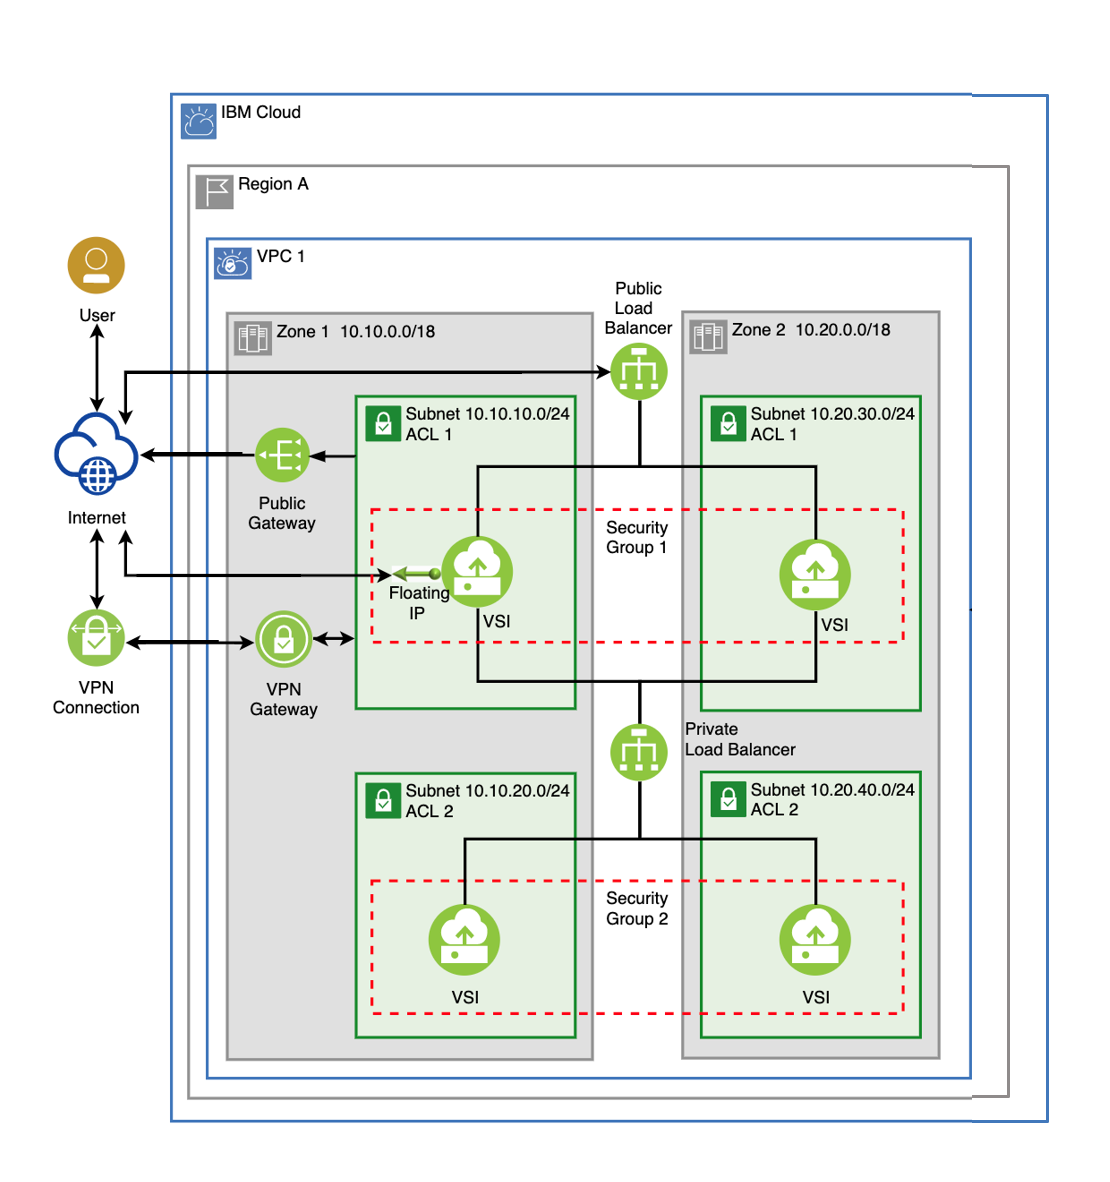 IBM Cloud
Region A
VPC 1
User
Internet
VPN
Connection
Zone 1  10.10.0.0/18
Public
Load
Balancer
Zone 2  10.20.0.0/18
Subnet 10.10.10.0/24
ACL 1
Subnet 10.20.30.0/24
ACL 1
Public
Gateway
Security
Group 1
Floating
IP
VSI
VSI
VPN
Gateway
Private
Load Balancer
Subnet 10.10.20.0/24
ACL 2
Subnet 10.20.40.0/24
ACL 2
Security
Group 2
VSI
VSI